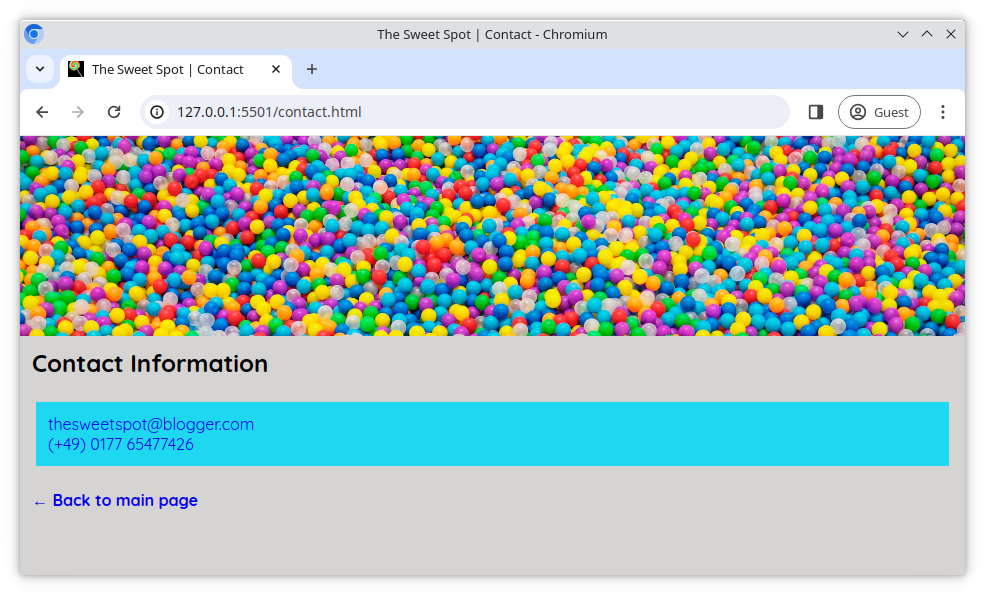 The Sweet Spot | Contact - Chromium
The Sweet Spot | Contact
127.0.0.1:5501/contact.html
Guest
Contact Information
thesweetspot@blogger.com
(+49) 0177 65477426
← Back to main page